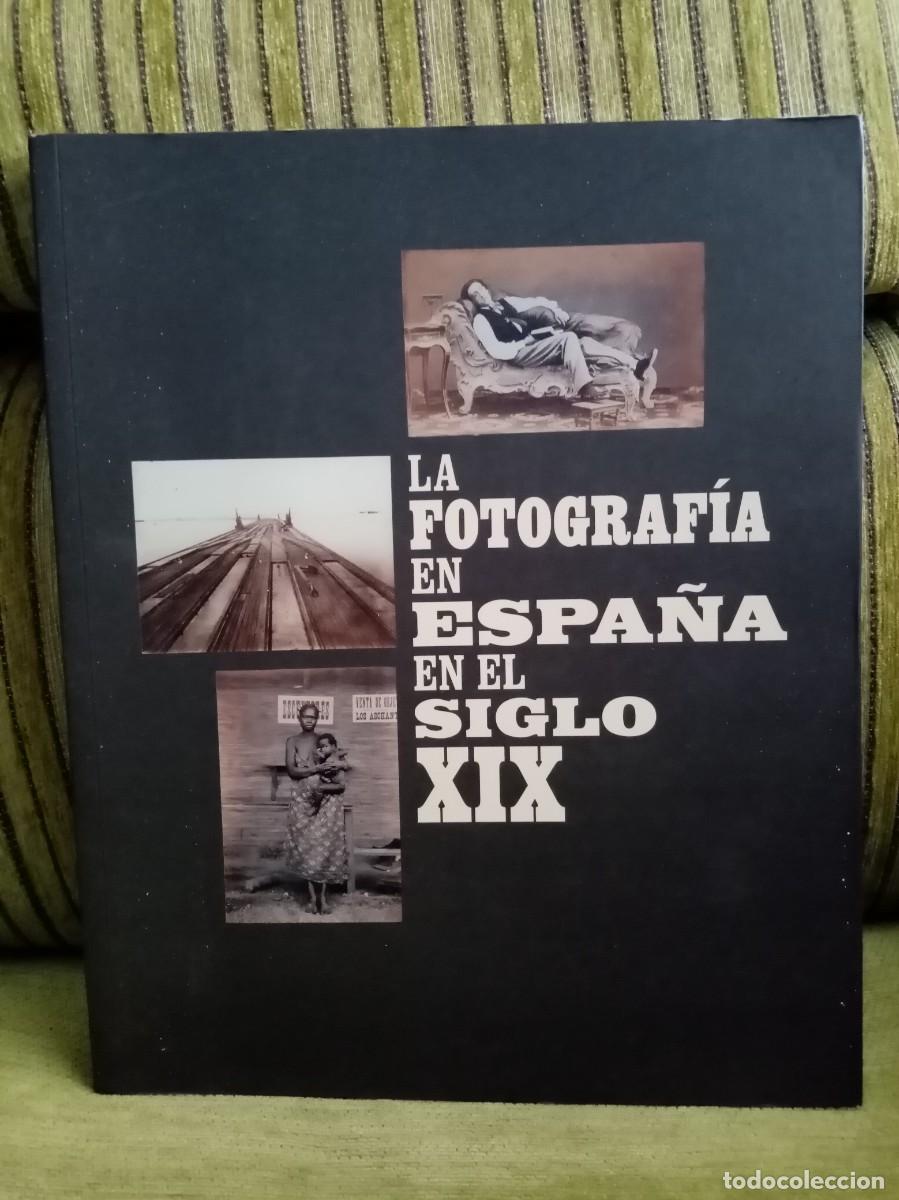 LA
FOTOGRAFÍA
EN
ESPAÑA
EN EL
SIGLO
XIX
VENTA DE
LOS
todocoleccion